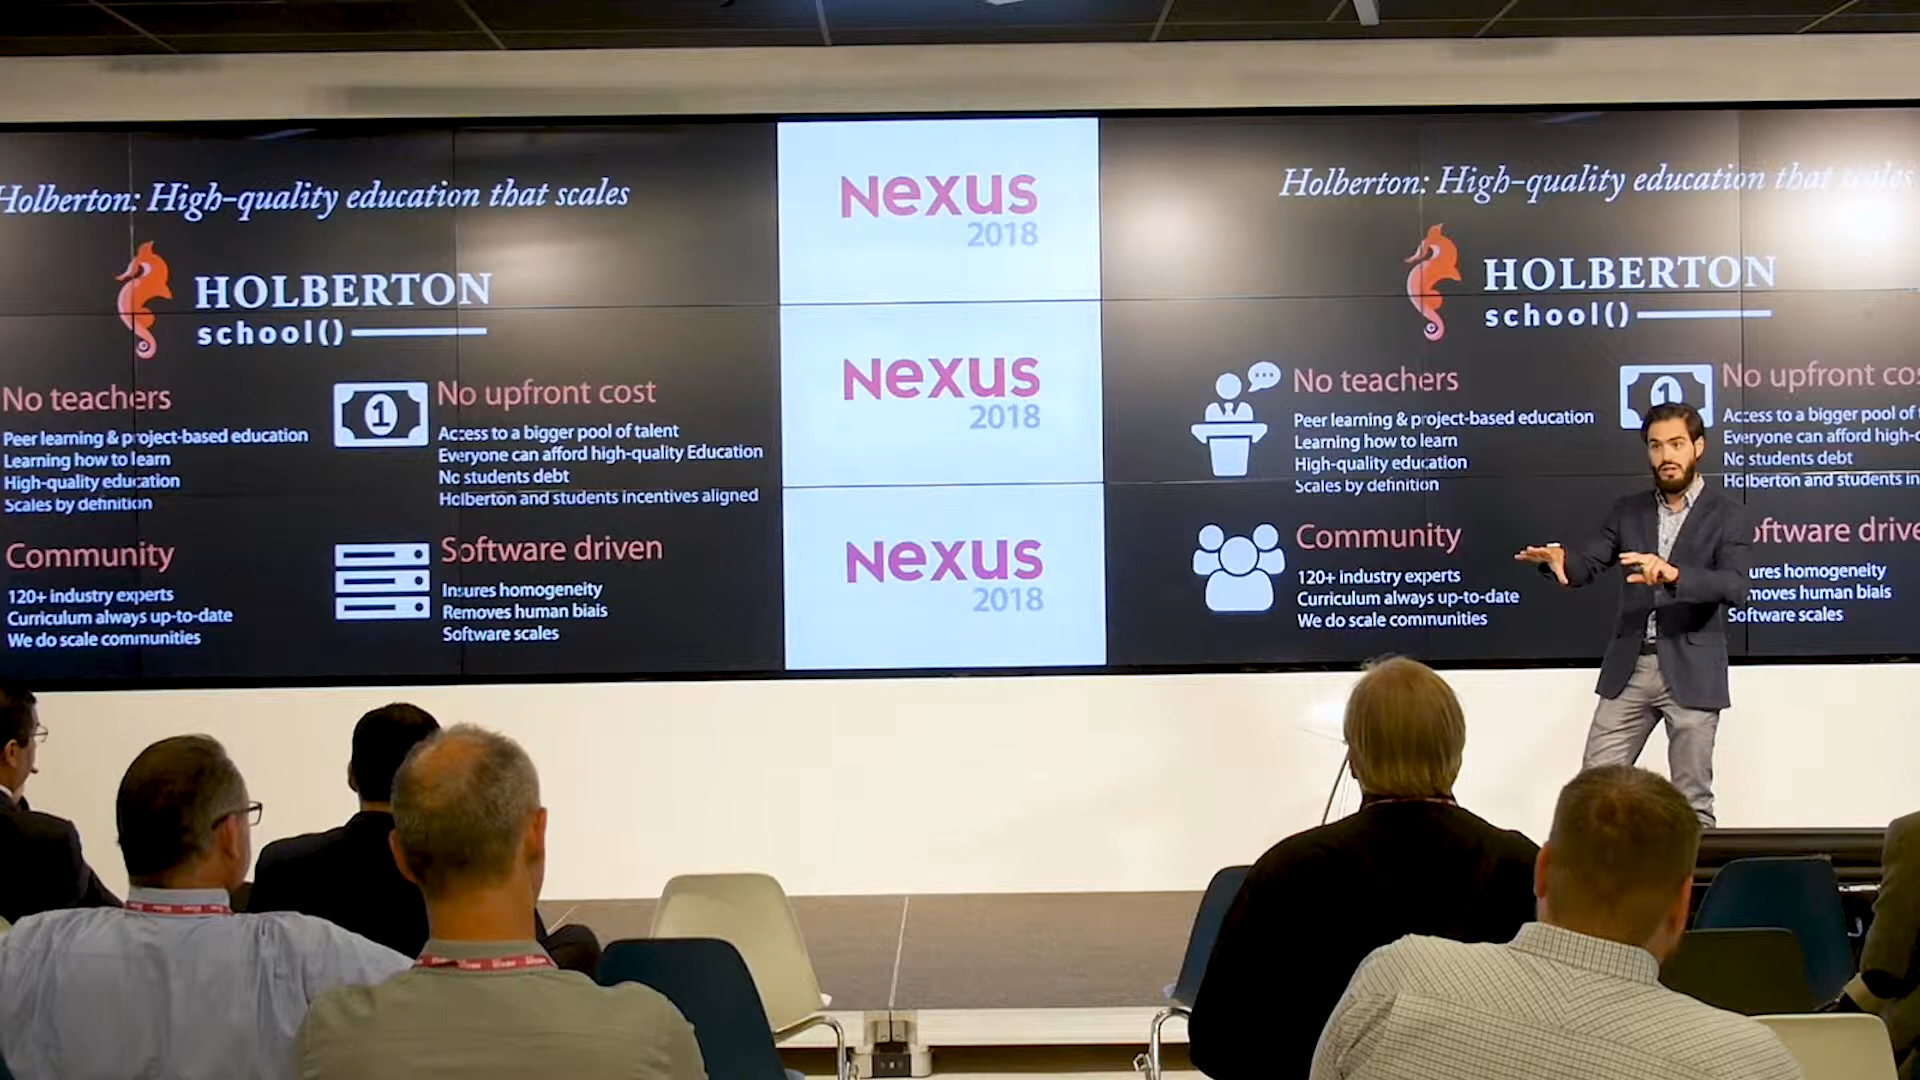 Holberton: High-quality education that scales
HOLBERTON
school()
No teachers
Peer learning & project-based education
Learning how to learn
High-quality education
Scales by definition
No upfront cost
Access to a bigger pool of talent
Everyone can afford high-quality Education
No students debt
Holberton and students incentives aligned
Community
120+ industry experts
Curriculum always up-to-date
We do scale communities
Software driven
Insures homogeneity
Removes human biais
Software scales
Nexus
2018
Nexus
2018
Nexus
2018
Holberton: High-quality education that scales
HOLBERTON
school()
No teachers
Peer learning & project-based education
Learning how to learn
High-quality education
Scales by definition
1
No upfront cos
Access to a bigger pool of
Everyone can afford high-
No students debt
Holberton and students in
Community
120+ industry experts
Curriculum always up-to-date
We do scale communities
oftware drive
ures homogeneity
moves human biais
Software scales
1